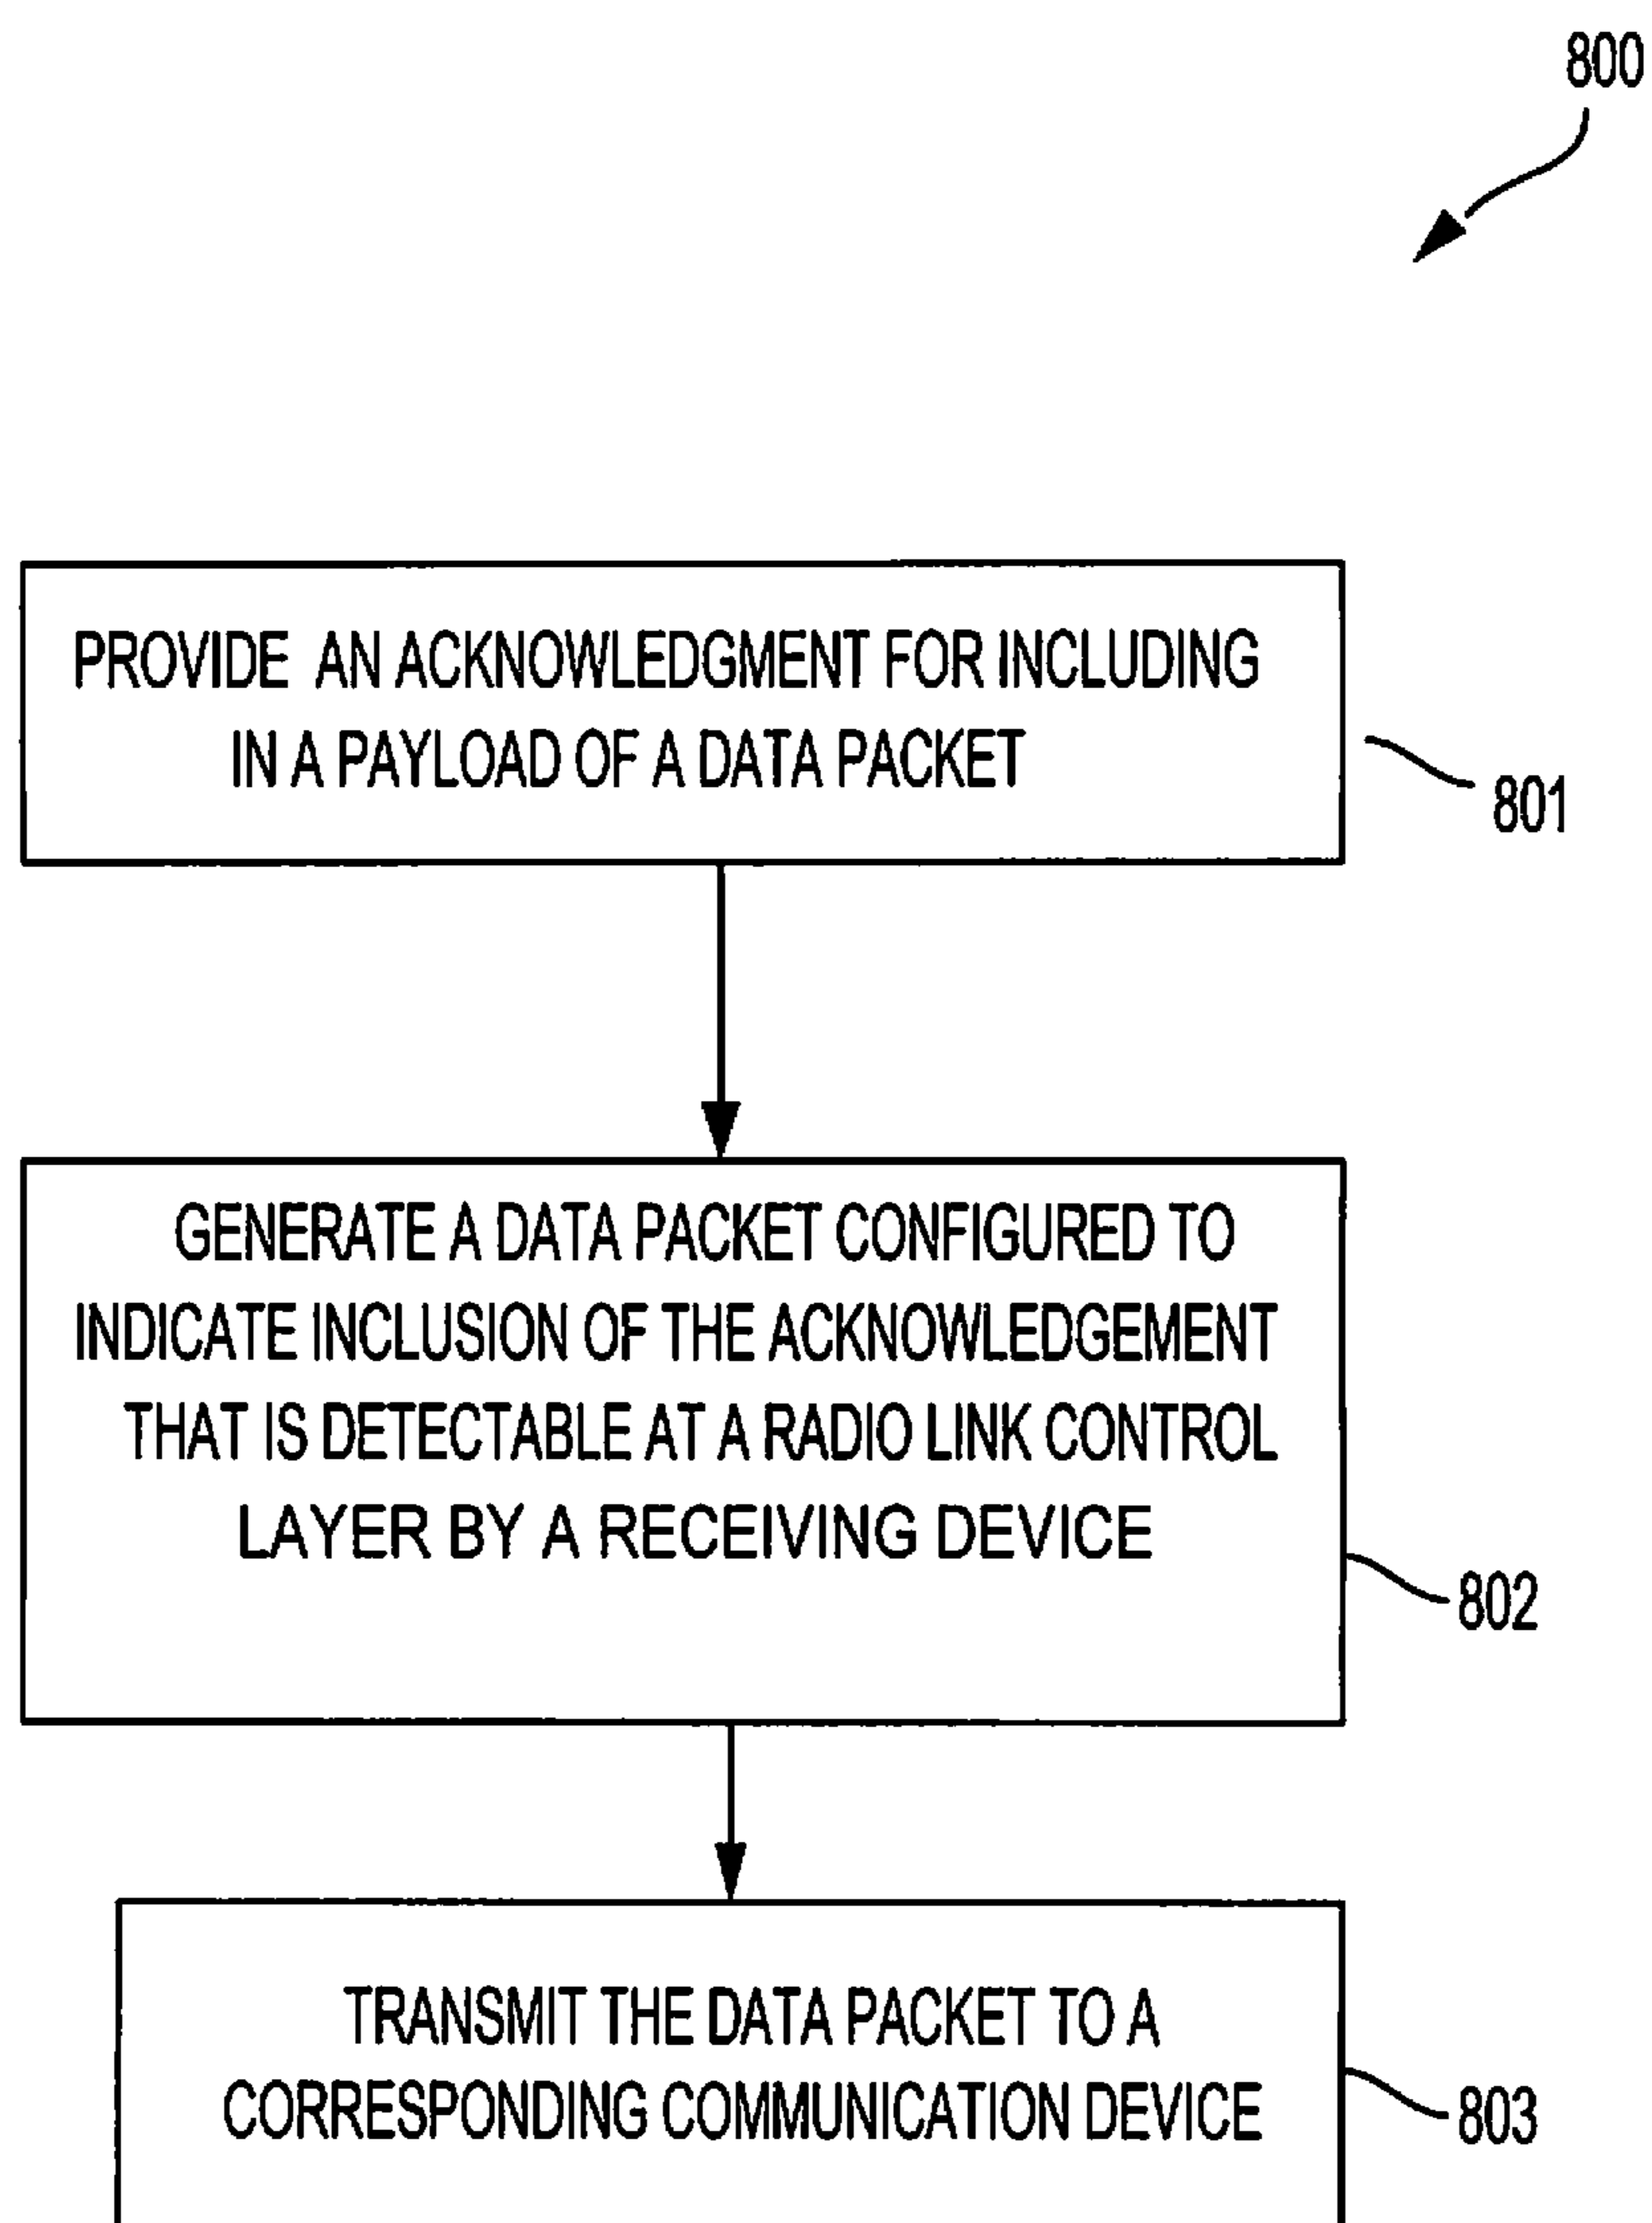 800
PROVIDE AN ACKNOWLEDGMENT FOR INCLUDING
IN A PAYLOAD OF A DATA PACKET
801
GENERATE A DATA PACKET CONFIGURED TO
INDICATE INCLUSION OF THE ACKNOWLEDGEMENT
THAT IS DETECTABLE AT A RADIO LINK CONTROL
LAYER BY A RECEIVING DEVICE
802
TRANSMIT THE DATA PACKET TO A
CORRESPONDING COMMUNICATION DEVICE
803